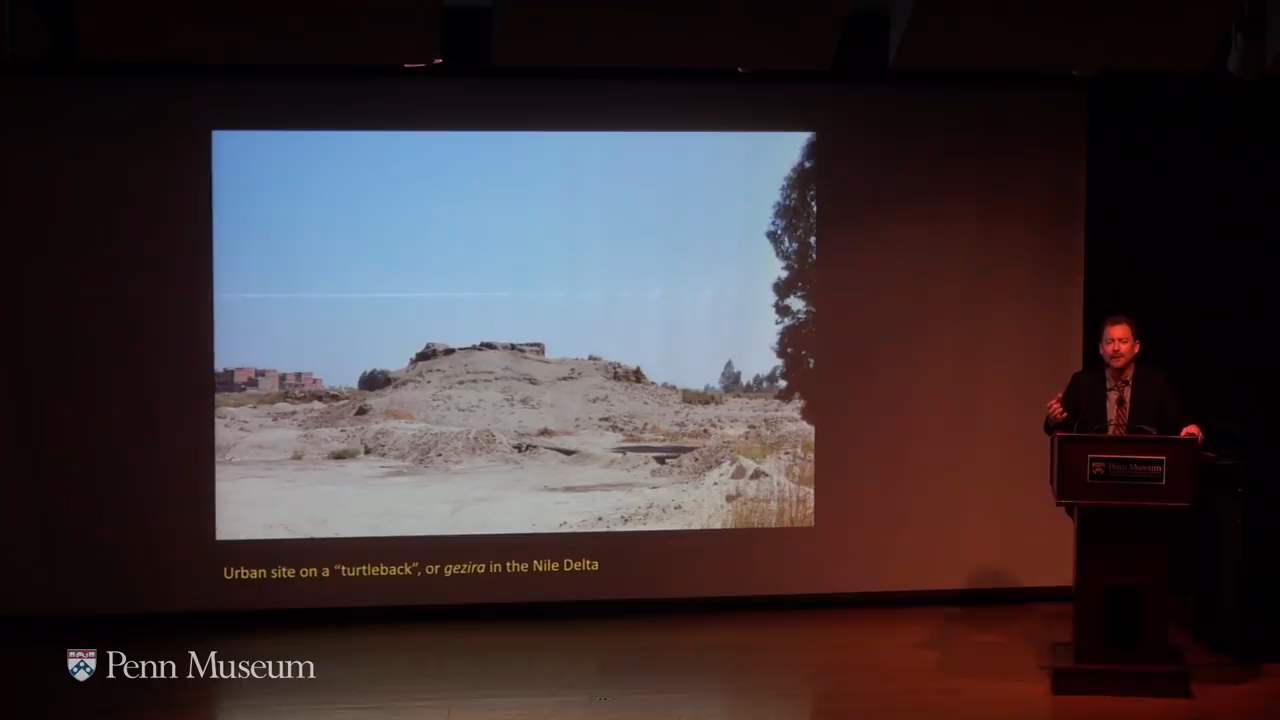 Urban site on a “turtleback”, or gezira in the Nile Delta
Penn Museum
Penn Museum